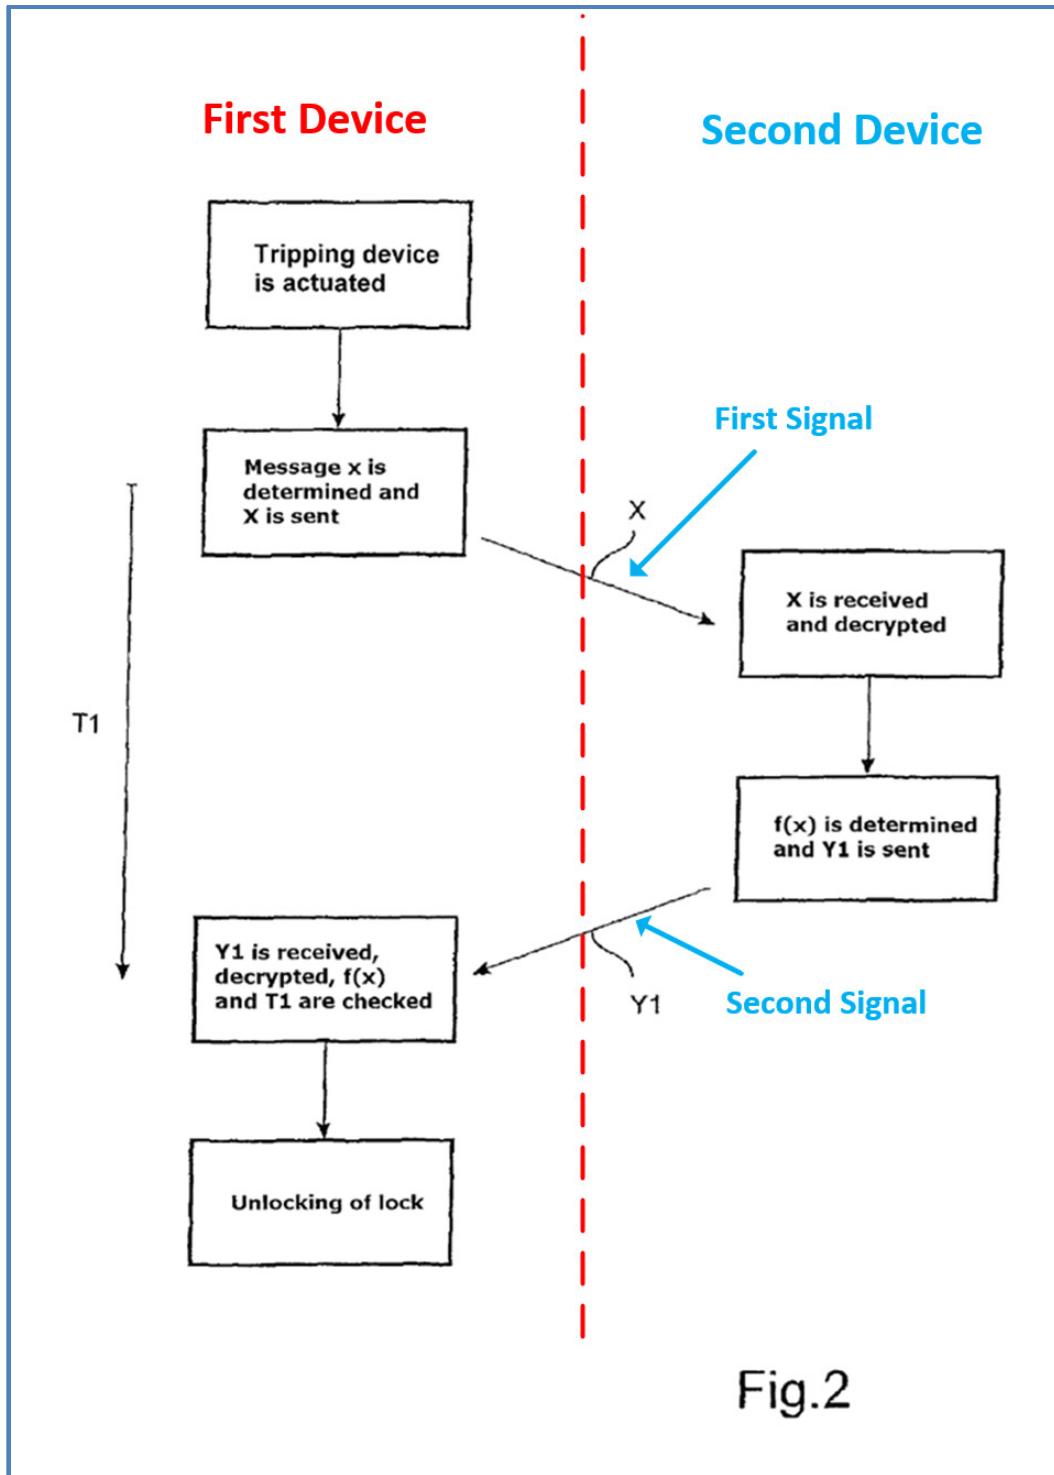 First Device
Second Device
Tripping device
is actuated
First Signal
Message x is
determined and
X is sent
X
X is received
and decrypted
T1
f(x) is determined
and Y1 is sent
Y1 is received,
decrypted, f(x)
and T1 are checked
Y1
Second Signal
Unlocking of lock
Fig.2